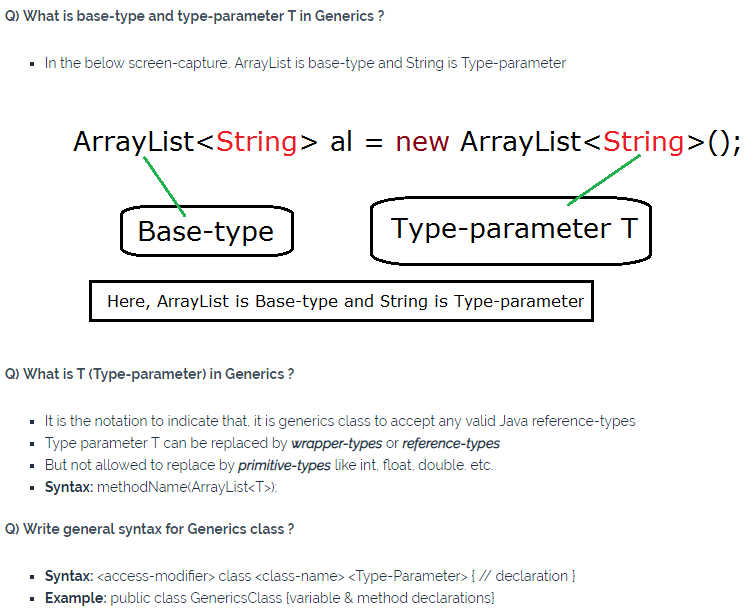 Q) What is base-type and type-parameter T in Generics ?
▪ In the below screen-capture, ArrayList is base-type and String is Type-parameter
ArrayList<String> al = new ArrayList<String>();
Base-type
Type-parameter T
Here, ArrayList is Base-type and String is Type-parameter
Q) What is T (Type-parameter) in Generics ?
▪ It is the notation to indicate that, it is generics class to accept any valid Java reference-types
▪ Type parameter T can be replaced by wrapper-types or reference-types
▪ But not allowed to replace by primitive-types like int, float, double. etc.
▪ Syntax: methodName(ArrayList<T>);
Q) Write general syntax for Generics class ?
▪ Syntax: <access-modifier> class <class-name> <Type-Parameter> { // declaration }
▪ Example: public class GenericsClass {variable & method declarations}